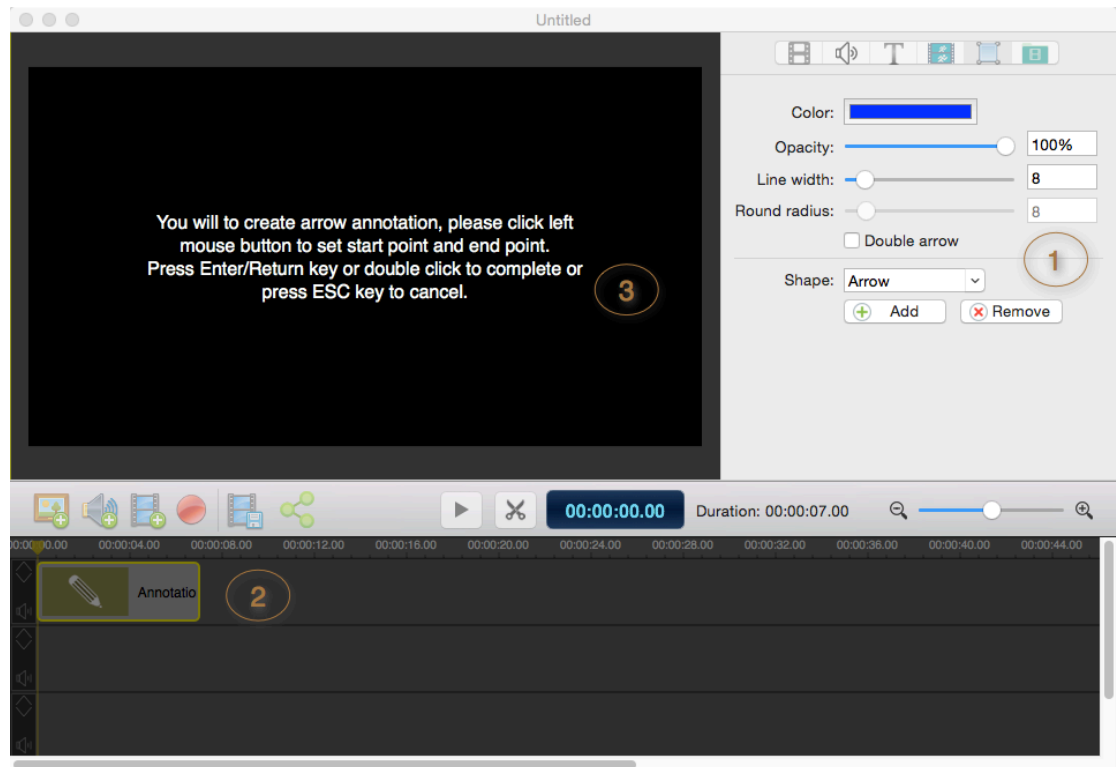 Untitled
T
Color:
Opacity: 100%
Line width: 8
Round radius: 8
Double arrow
1
Shape: Arrow
Add Remove
You will to create arrow annotation, please click left
mouse button to set start point and end point.
Press Enter/Return key or double click to complete or
press ESC key to cancel.
3
00:00:00.00 Duration: 00:00:07.00
00:00:04.00 00:00:08.00 00:00:12.00 00:00:16.00 00:00:20.00 00:00:24.00 00:00:28.00 00:00:32.00 00:00:36.00 00:00:40.00 00:00:44.00
Annotatio
2